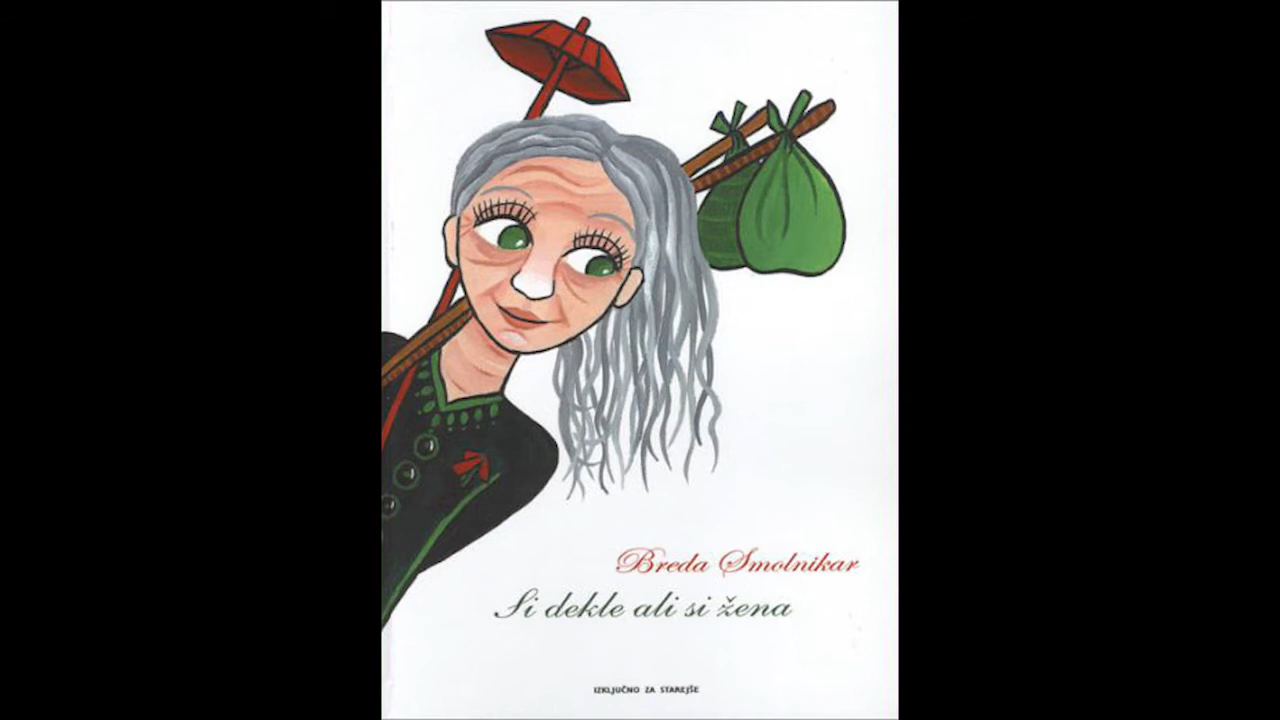 Breda Smolnikar
Si dekle ali si žena
IZKLJUČNO ZA STAREJŠE